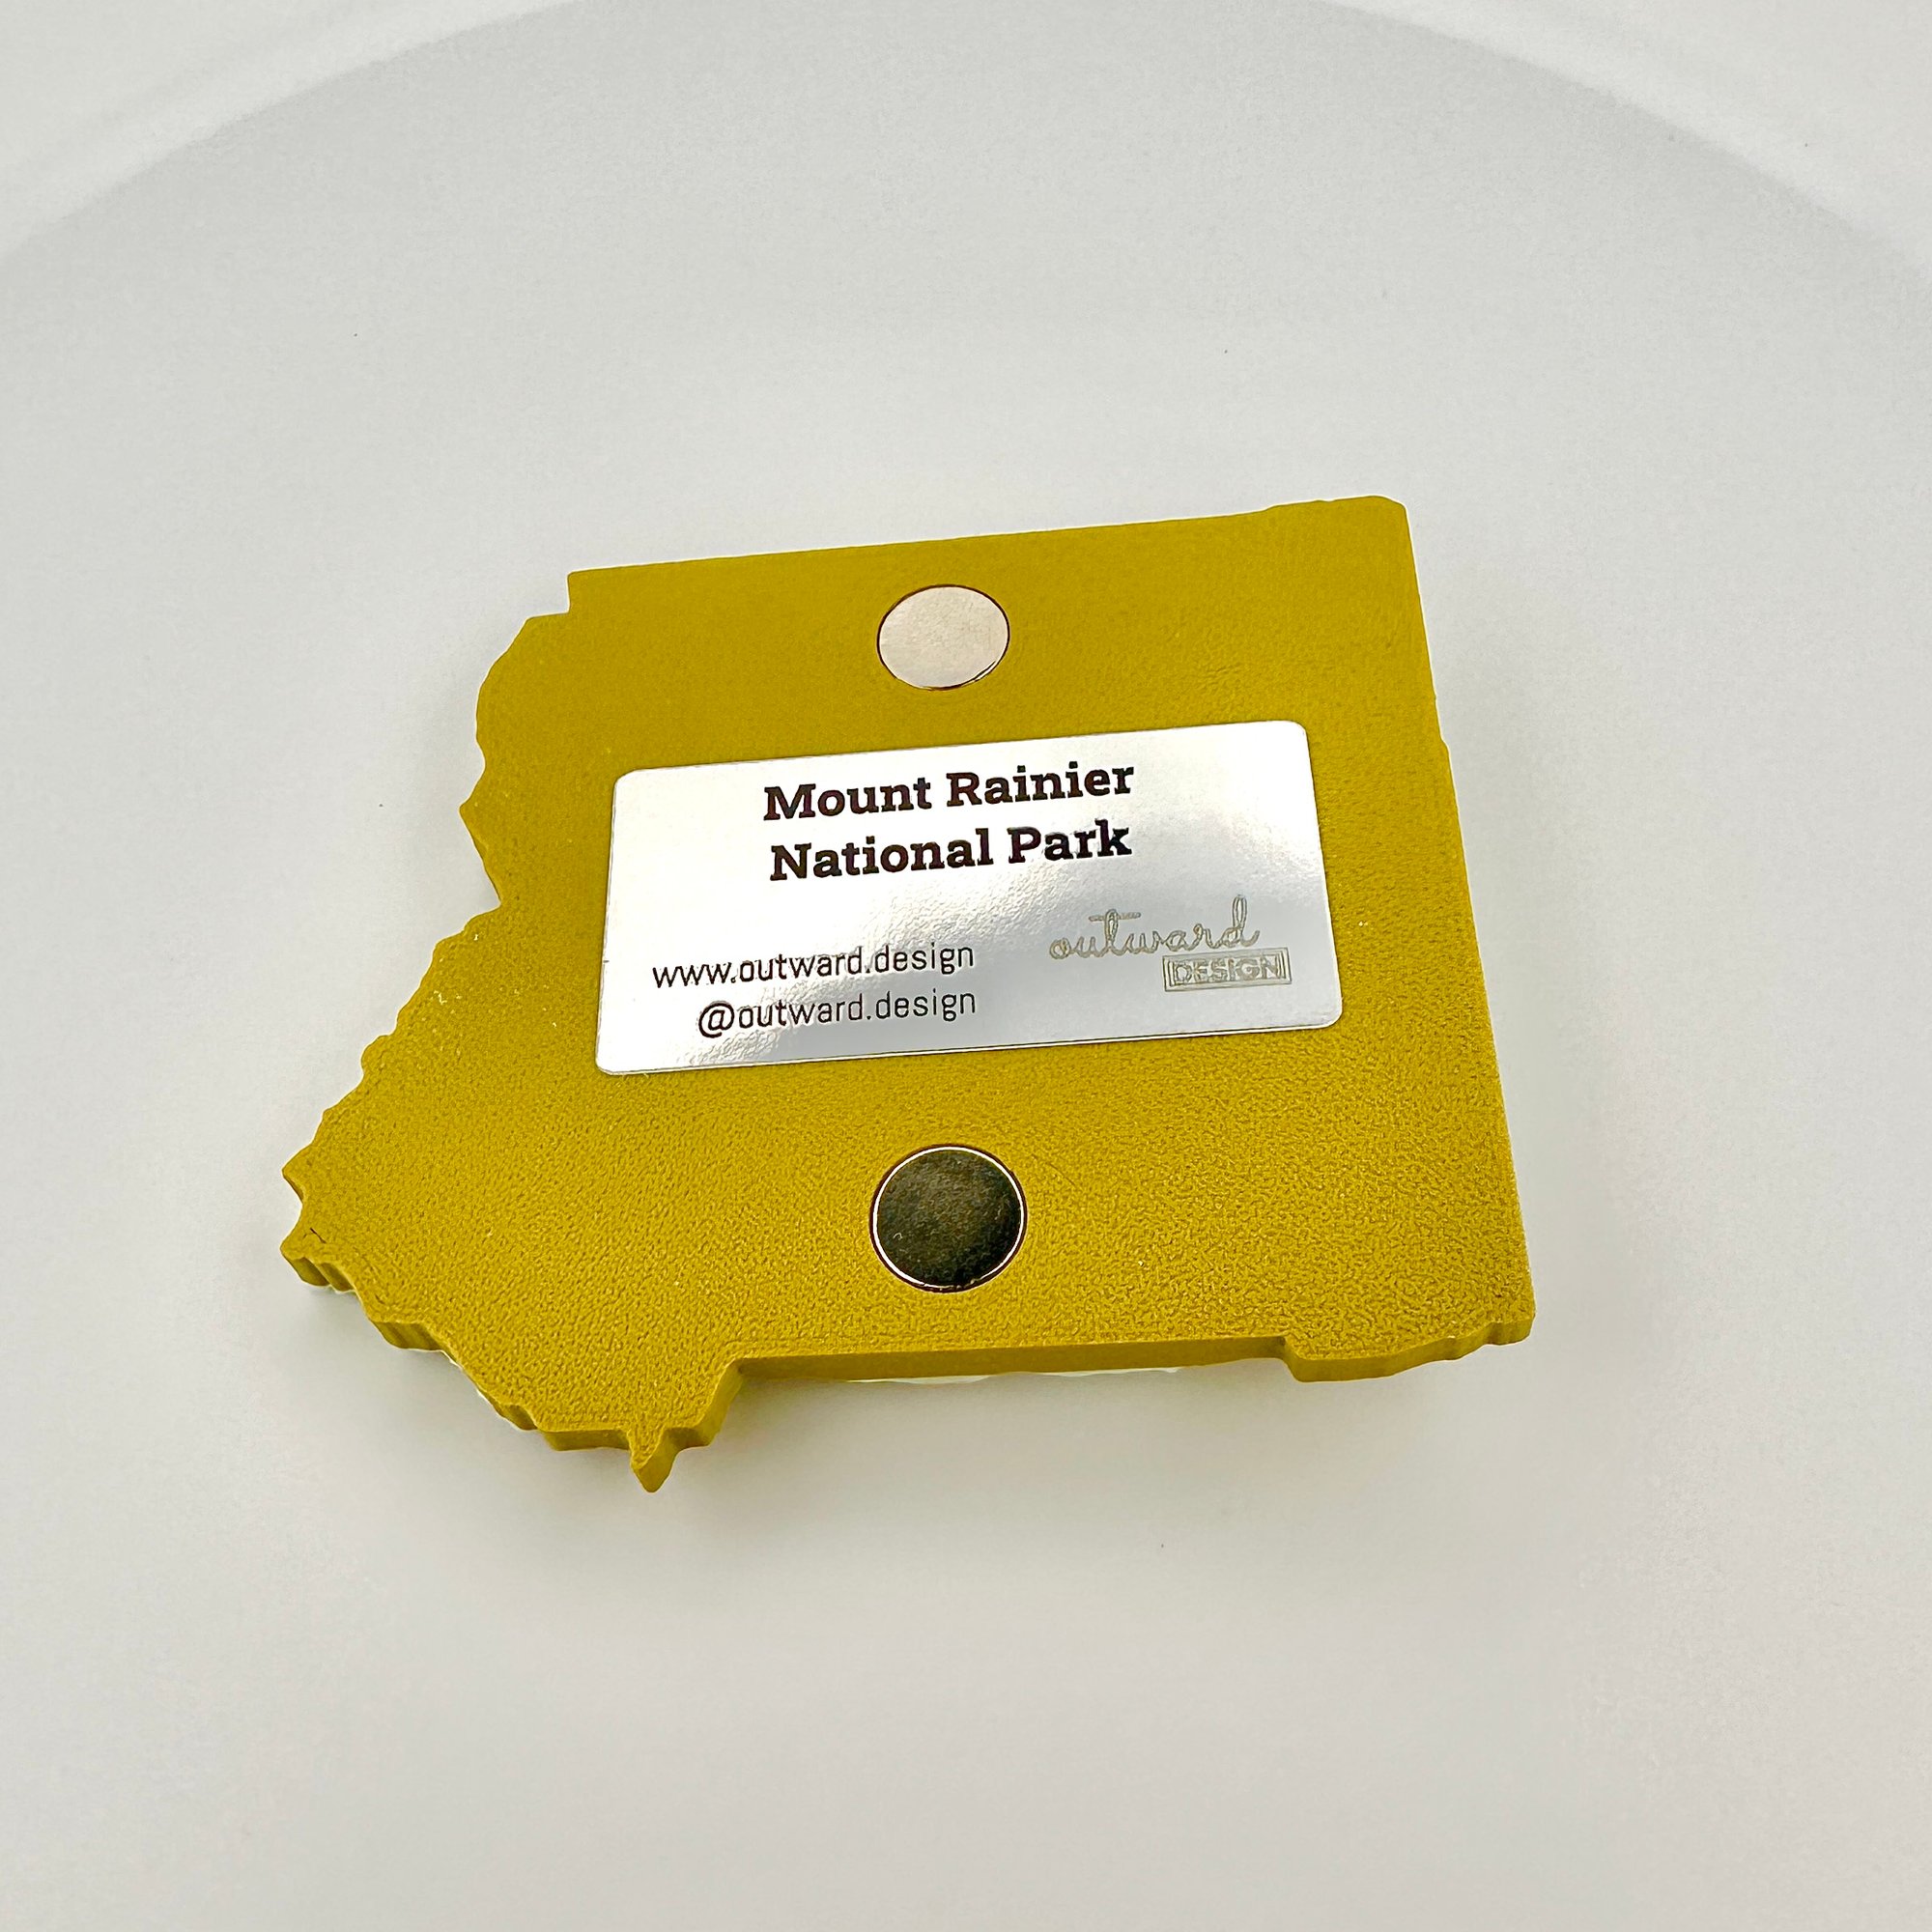 Mount Rainier
National Park
www.outward.design
@outward.design
outward
DESIGN